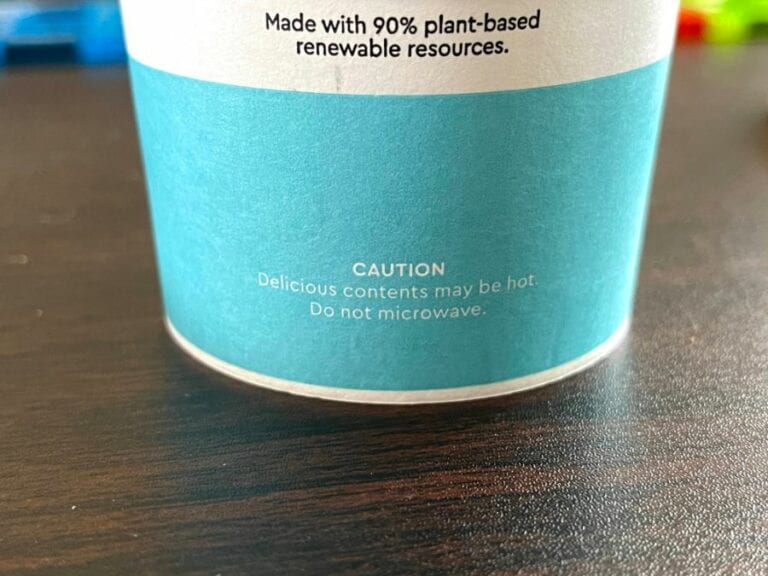 Made with 90% plant-based
renewable resources.
CAUTION
Delicious contents may be hot.
Do not microwave.